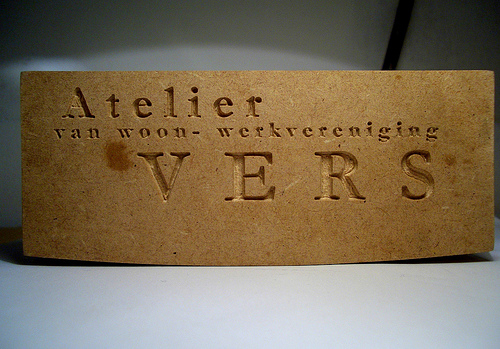 Atelier
van woon- werkvereniging
VERS